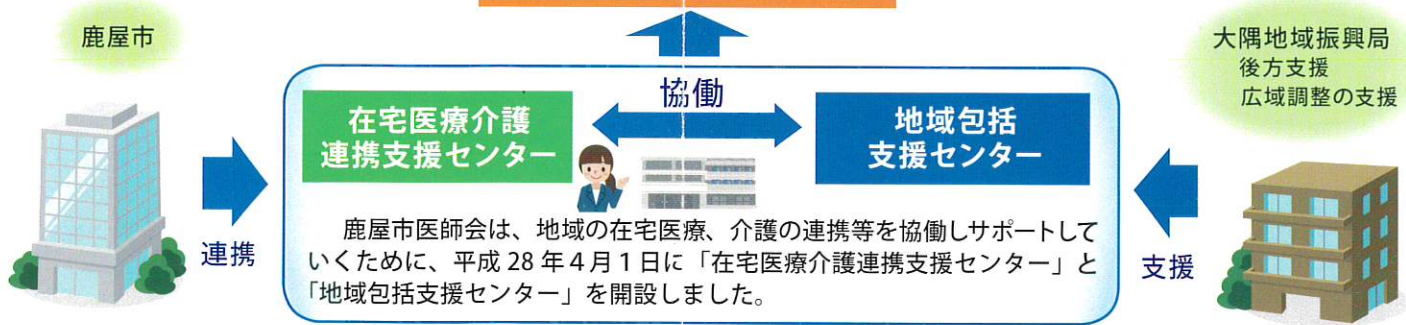 鹿屋市
大隅地域振興局
後方支援
広域調整の支援
協働
在宅医療介護
連携支援センター
地域包括
支援センター
連携
支援
鹿屋市医師会は、地域の在宅医療、介護の連携等を協働しサポートして
いくために、平成 28 年 4 月 1 日に「在宅医療介護連携支援センター」と
「地域包括支援センター」を開設しました。